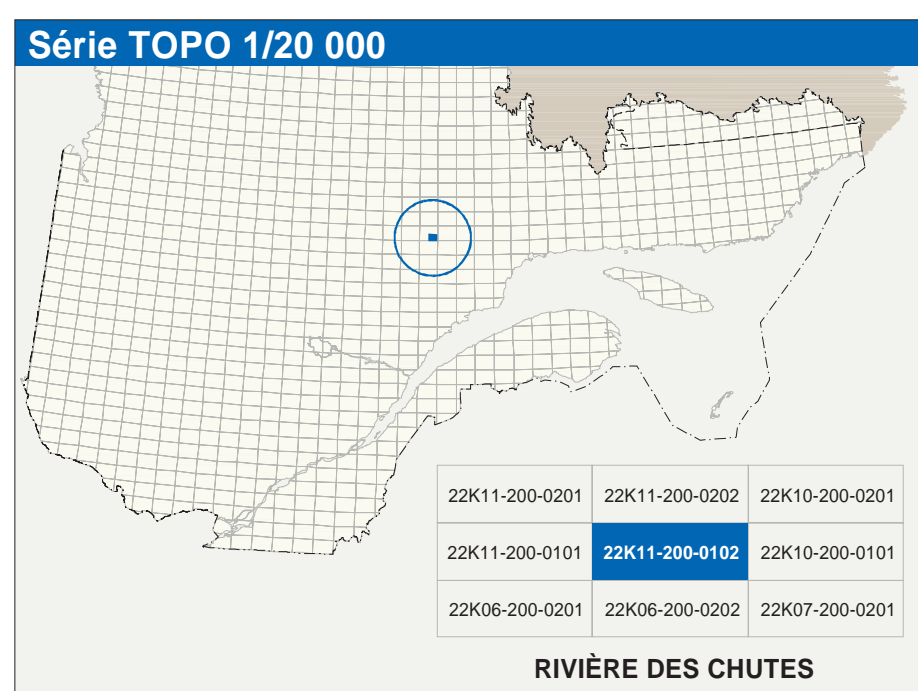 Série TOPO 1/20 000
22K11-200-0201 22K11-200-0202 22K10-200-0201
22K11-200-0101 22K11-200-0102 22K10-200-0101
22K06-200-0201 22K06-200-0202 22K07-200-0201
RIVIÈRE DES CHUTES